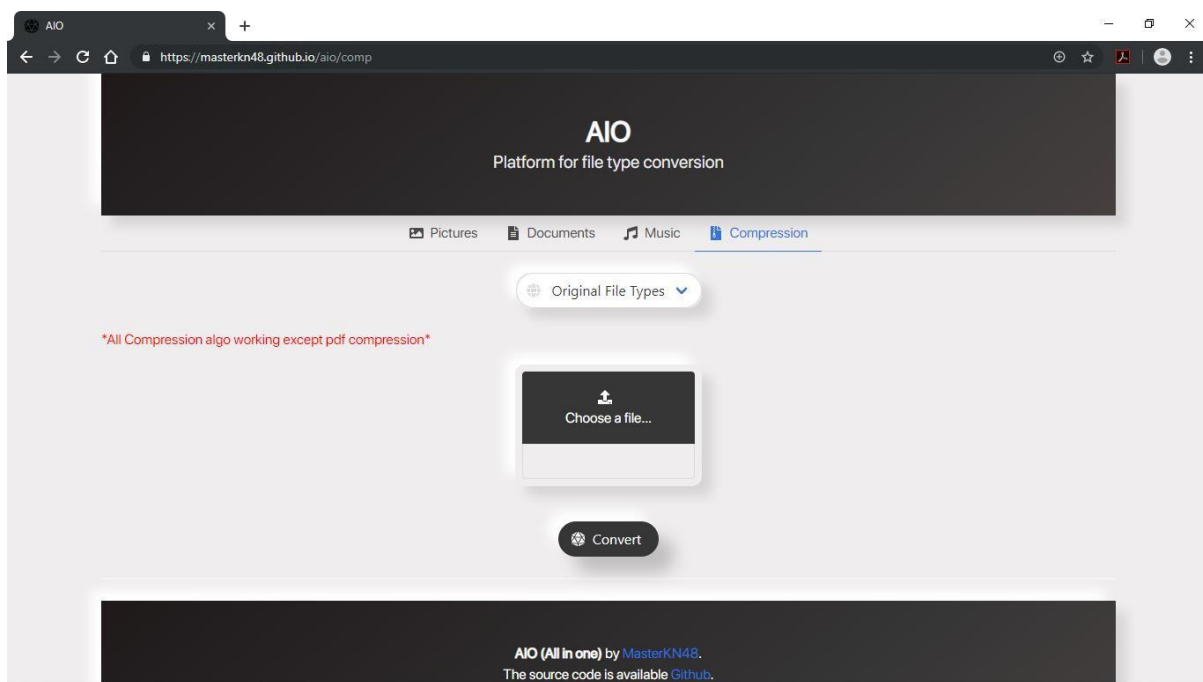 AIO
https://masterkn48.github.io/aio/comp
AIO
Platform for file type conversion
Pictures Documents Music Compression
Original File Types
*All Compression algo working except pdf compression*
Choose a file...
Convert
AIO (All in one) by MasterKN48.
The source code is available Github.